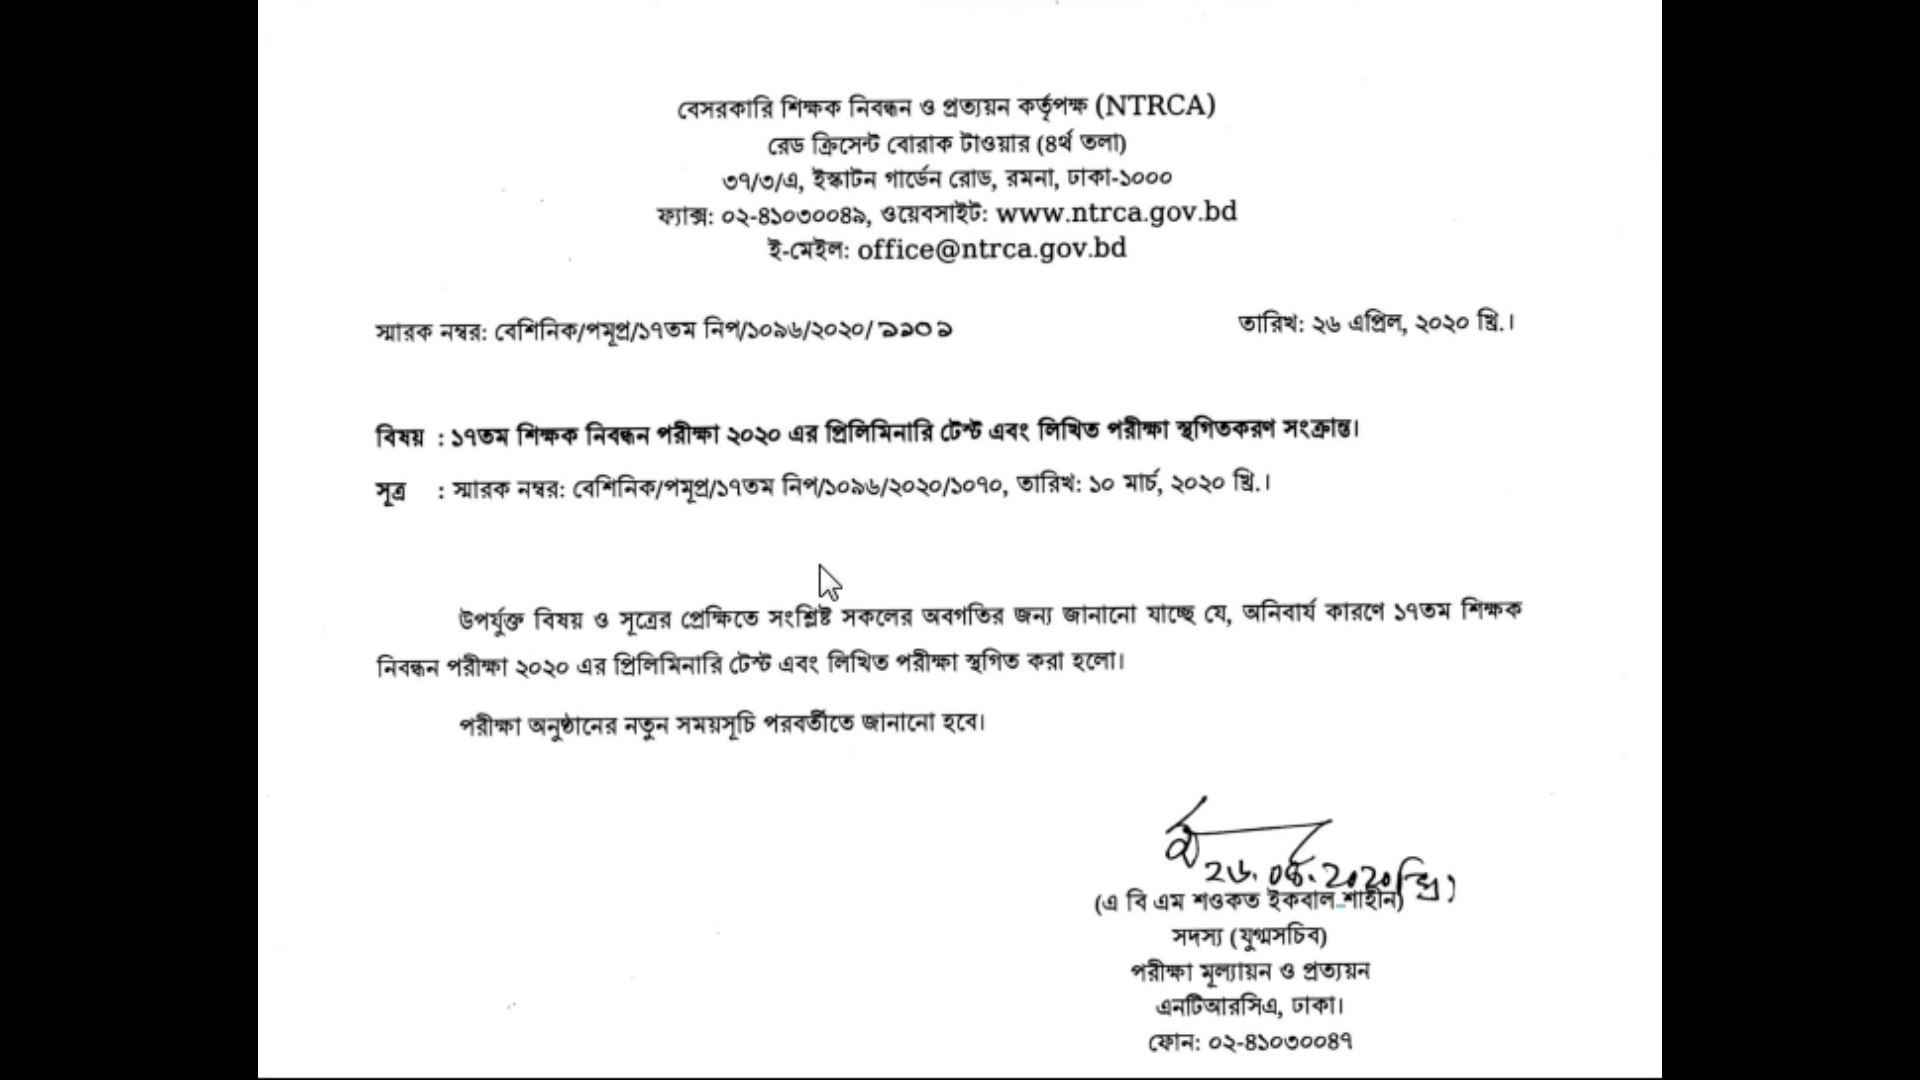 বেসরকারি শিক্ষক নিবন্ধন ও প্রত্যয়ন কর্তৃপক্ষ (NTRCA)
রেড ক্রিসেন্ট বোরাক টাওয়ার (৪র্থ তলা)
৩৭/৩/এ, ইস্কাটন গার্ডেন রোড, রমনা, ঢাকা-১০০০
ফ্যাক্স: ০২-৪১০৩০০৪৯, ওয়েবসাইট: www.ntrca.gov.bd
ই-মেইল: office@ntrca.gov.bd
স্মারক নম্বর: বেশিনিক/পমূপ্র/১৭তম নিপ/১০৯৬/২০২০/১১০১ তারিখ: ২৬ এপ্রিল, ২০২০ খ্রি.।
বিষয় : ১৭তম শিক্ষক নিবন্ধন পরীক্ষা ২০২০ এর প্রিলিমিনারি টেস্ট এবং লিখিত পরীক্ষা স্থগিতকরণ সংক্রান্ত।
সূত্র : স্মারক নম্বর: বেশিনিক/পমূপ্র/১৭তম নিপ/১০৯৬/২০২০/১০৭০, তারিখ: ১০ মার্চ, ২০২০ খ্রি.।
উপর্যুক্ত বিষয় ও সূত্রের প্রেক্ষিতে সংশ্লিষ্ট সকলের অবগতির জন্য জানানো যাচ্ছে যে, অনিবার্য কারণে ১৭তম শিক্ষক
নিবন্ধন পরীক্ষা ২০২০ এর প্রিলিমিনারি টেস্ট এবং লিখিত পরীক্ষা স্থগিত করা হলো।
পরীক্ষা অনুষ্ঠানের নতুন সময়সূচি পরবর্তীতে জানানো হবে।
২৬.০৪.২০২০খ্রি)
(এ বি এম শওকত ইকবাল শাহীন)
সদস্য (যুগ্মসচিব)
পরীক্ষা মূল্যায়ন ও প্রত্যয়ন
এনটিআরসিএ, ঢাকা।
ফোন: ০২-৪১০৩০০৪৭